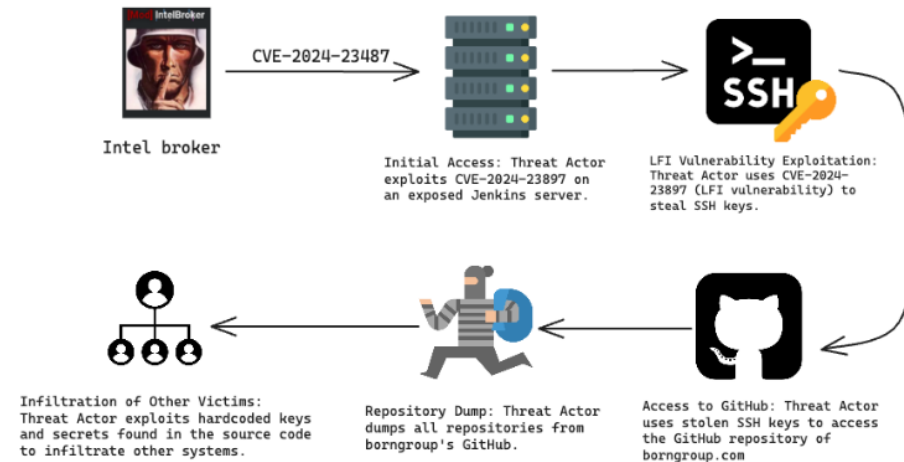 IntelBroker
CVE-2024-23487
>_
SSH
Intel broker
Initial Access: Threat Actor
exploits CVE-2024-23897 on
an exposed Jenkins server.
LFI Vulnerability Exploitation:
Threat Actor uses CVE-2024-
23897 (LFI vulnerability) to
steal SSH keys.
Infiltration of Other Victims:
Threat Actor exploits hardcoded keys
and secrets found in the source code
to infiltrate other systems.
Repository Dump: Threat Actor
dumps all repositories from
borngroup's GitHub.
Access to GitHub: Threat Actor
uses stolen SSH keys to access
the GitHub repository of
borngroup.com